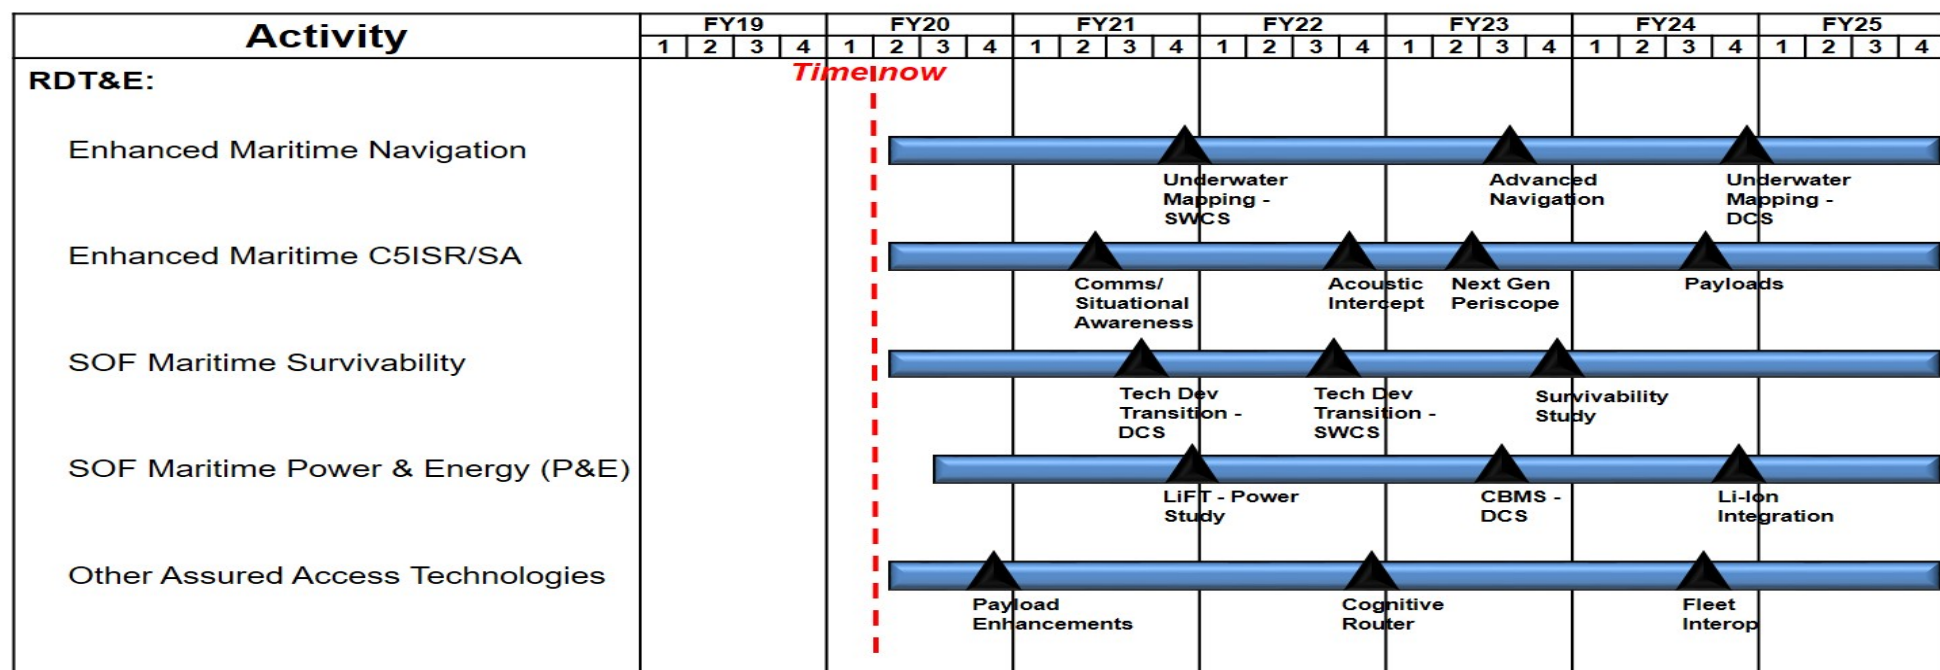 Activity
FY19 FY20 FY21 FY22 FY23 FY24 FY25
1 2 3 4 1 2 3 4 1 2 3 4 1 2 3 4 1 2 3 4 1 2 3 4 1 2 3 4
RDT&E:
Time now
Enhanced Maritime Navigation
Underwater
Mapping -
SWCS
Advanced
Navigation
Underwater
Mapping -
DCS
Enhanced Maritime C5ISR/SA
Comms/
Situational
Awareness
Acoustic
Intercept
Next Gen
Periscope
Payloads
SOF Maritime Survivability
Tech Dev
Transition -
DCS
Tech Dev
Transition -
SWCS
Survivability
Study
SOF Maritime Power & Energy (P&E)
LiFT - Power
Study
CBMS -
DCS
Li-Ion
Integration
Other Assured Access Technologies
Payload
Enhancements
Cognitive
Router
Fleet
Interop